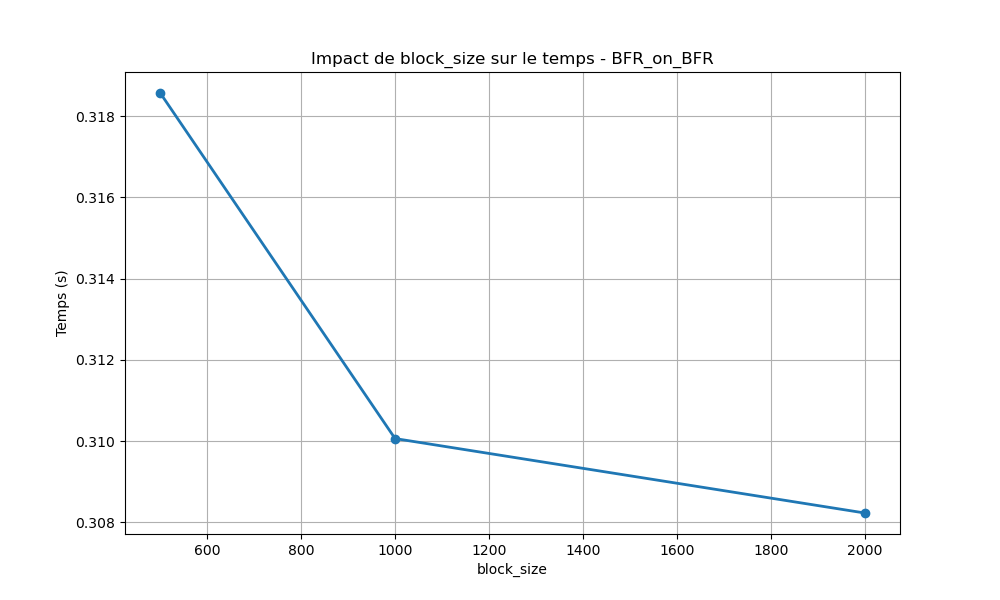 Impact de block_size sur le temps - BFR_on_BFR
0.318
0.316
0.314
0.312
0.310
0.308
Temps (s)
600 800 1000 1200 1400 1600 1800 2000
block_size